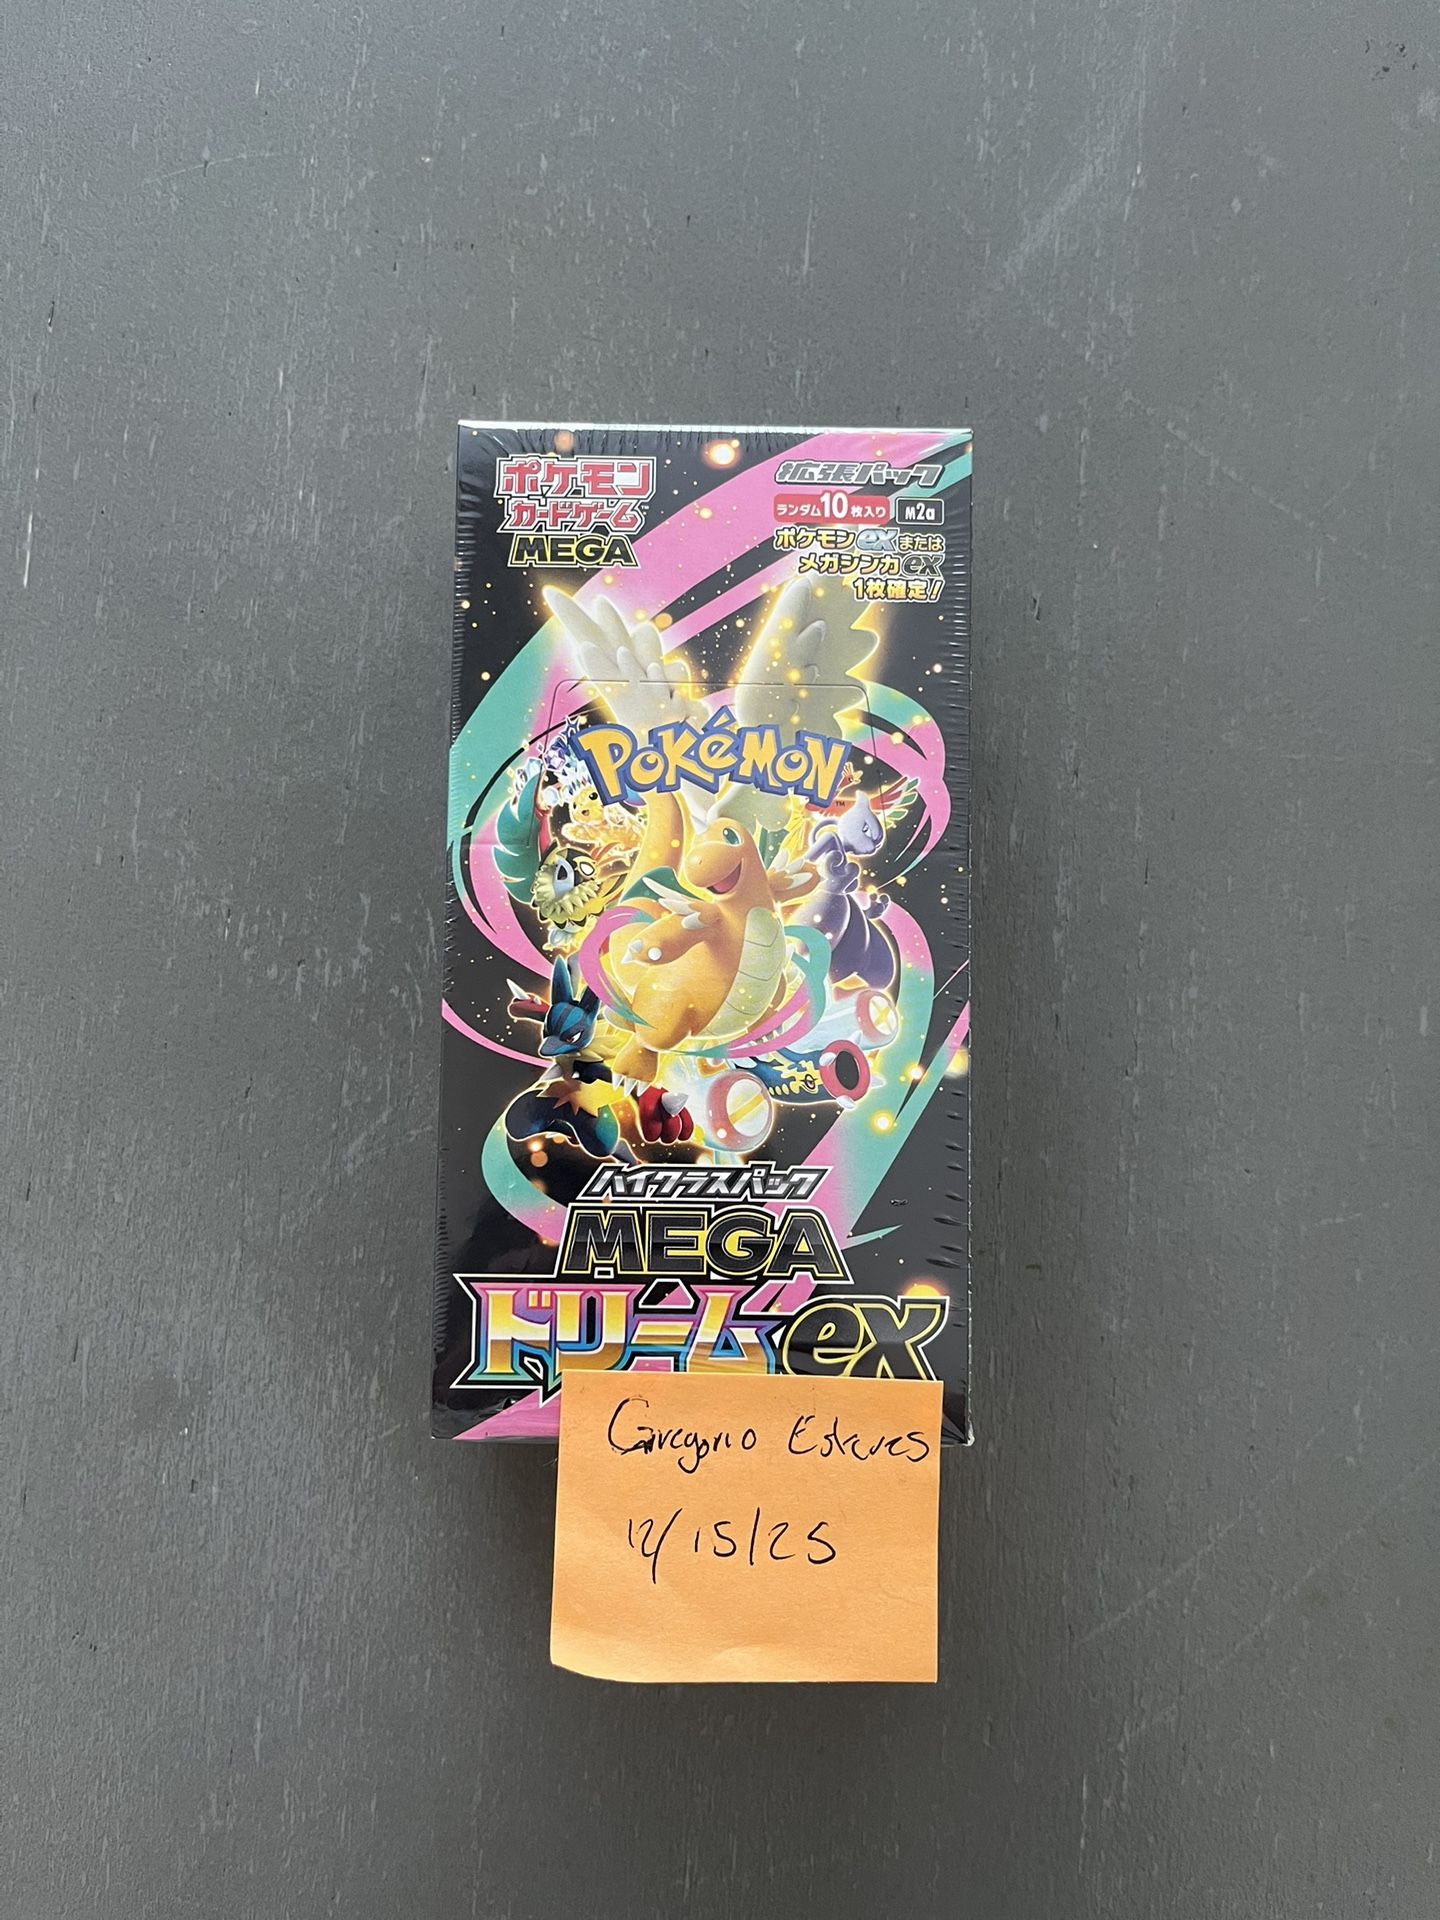 ポケモン
カードゲーム
MEGA
拡張パック
ランダム10枚入り M2a
ポケモンexまたは
メガシンカex
1枚確定!
POKéMON
ハイクラスパック
MEGA
ドリームex
Gregorio Esteves
12/15/25